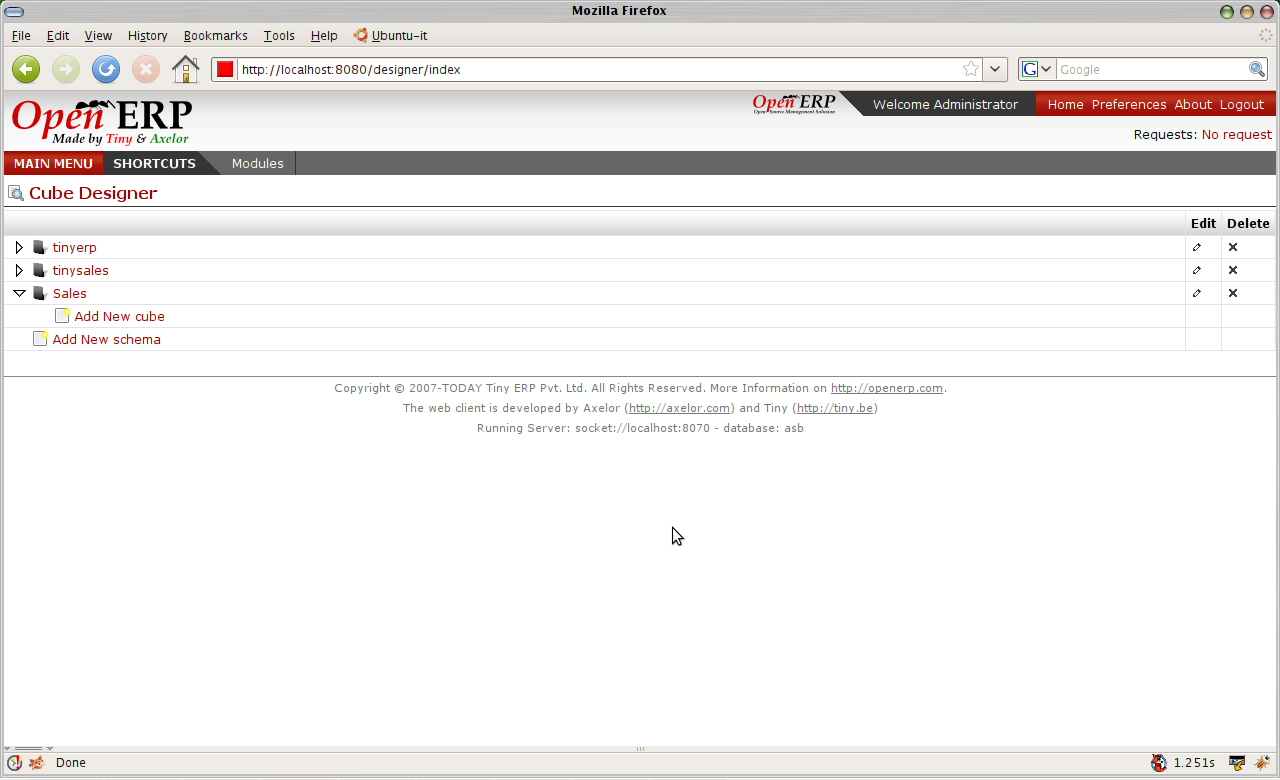 Mozilla Firefox
File Edit View History Bookmarks Tools Help Ubuntu-it
http://localhost:8080/designer/index
G Google
Open ERP
Made by Tiny & Axelor
Open ERP
Open Source Management Solution
Welcome Administrator
Home Preferences About Logout
Requests: No request
MAIN MENU SHORTCUTS Modules
Cube Designer
Edit Delete
tinyerp
tinysales
Sales
Add New cube
Add New schema
Copyright © 2007-TODAY Tiny ERP Pvt. Ltd. All Rights Reserved. More Information on http://openerp.com.
The web client is developed by Axelor (http://axelor.com) and Tiny (http://tiny.be)
Running Server: socket://localhost:8070 - database: asb
Done
1.251s